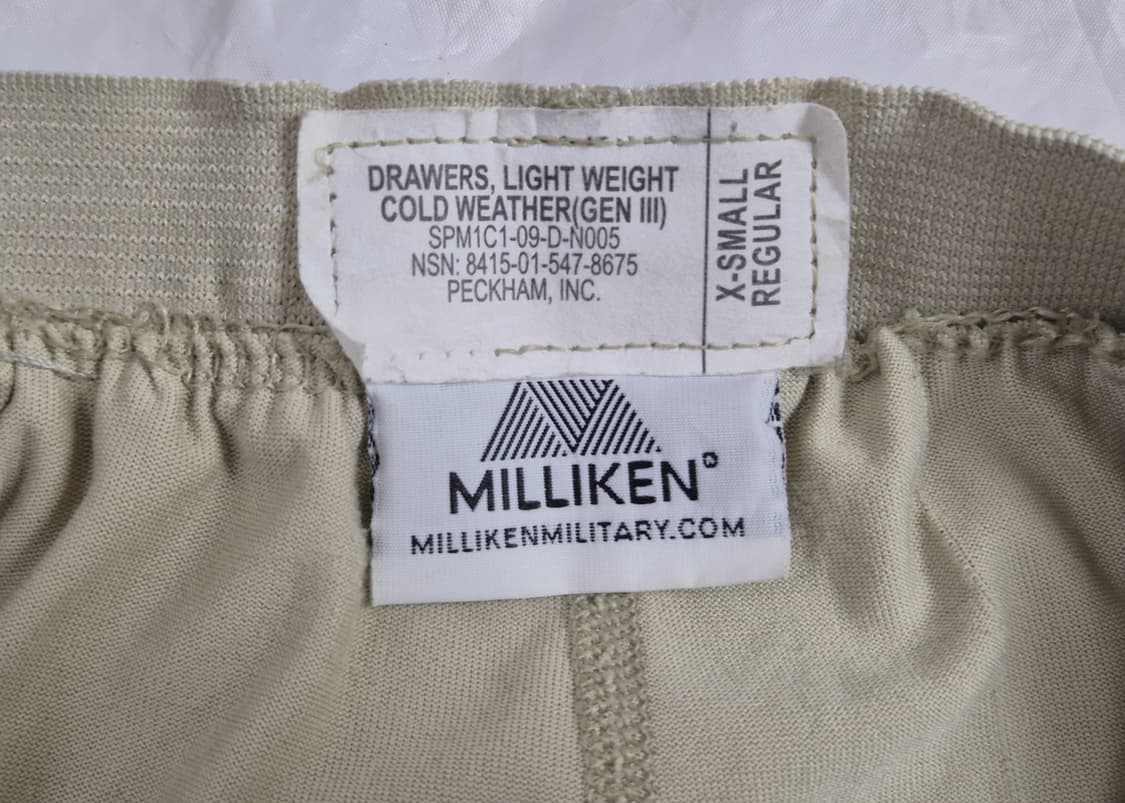 DRAWERS, LIGHT WEIGHT
COLD WEATHER(GEN III)
SPM1C1-09-D-N005
NSN: 8415-01-547-8675
PECKHAM, INC.
X-SMALL
REGULAR
MILLIKEN®
MILLIKENMILITARY.COM